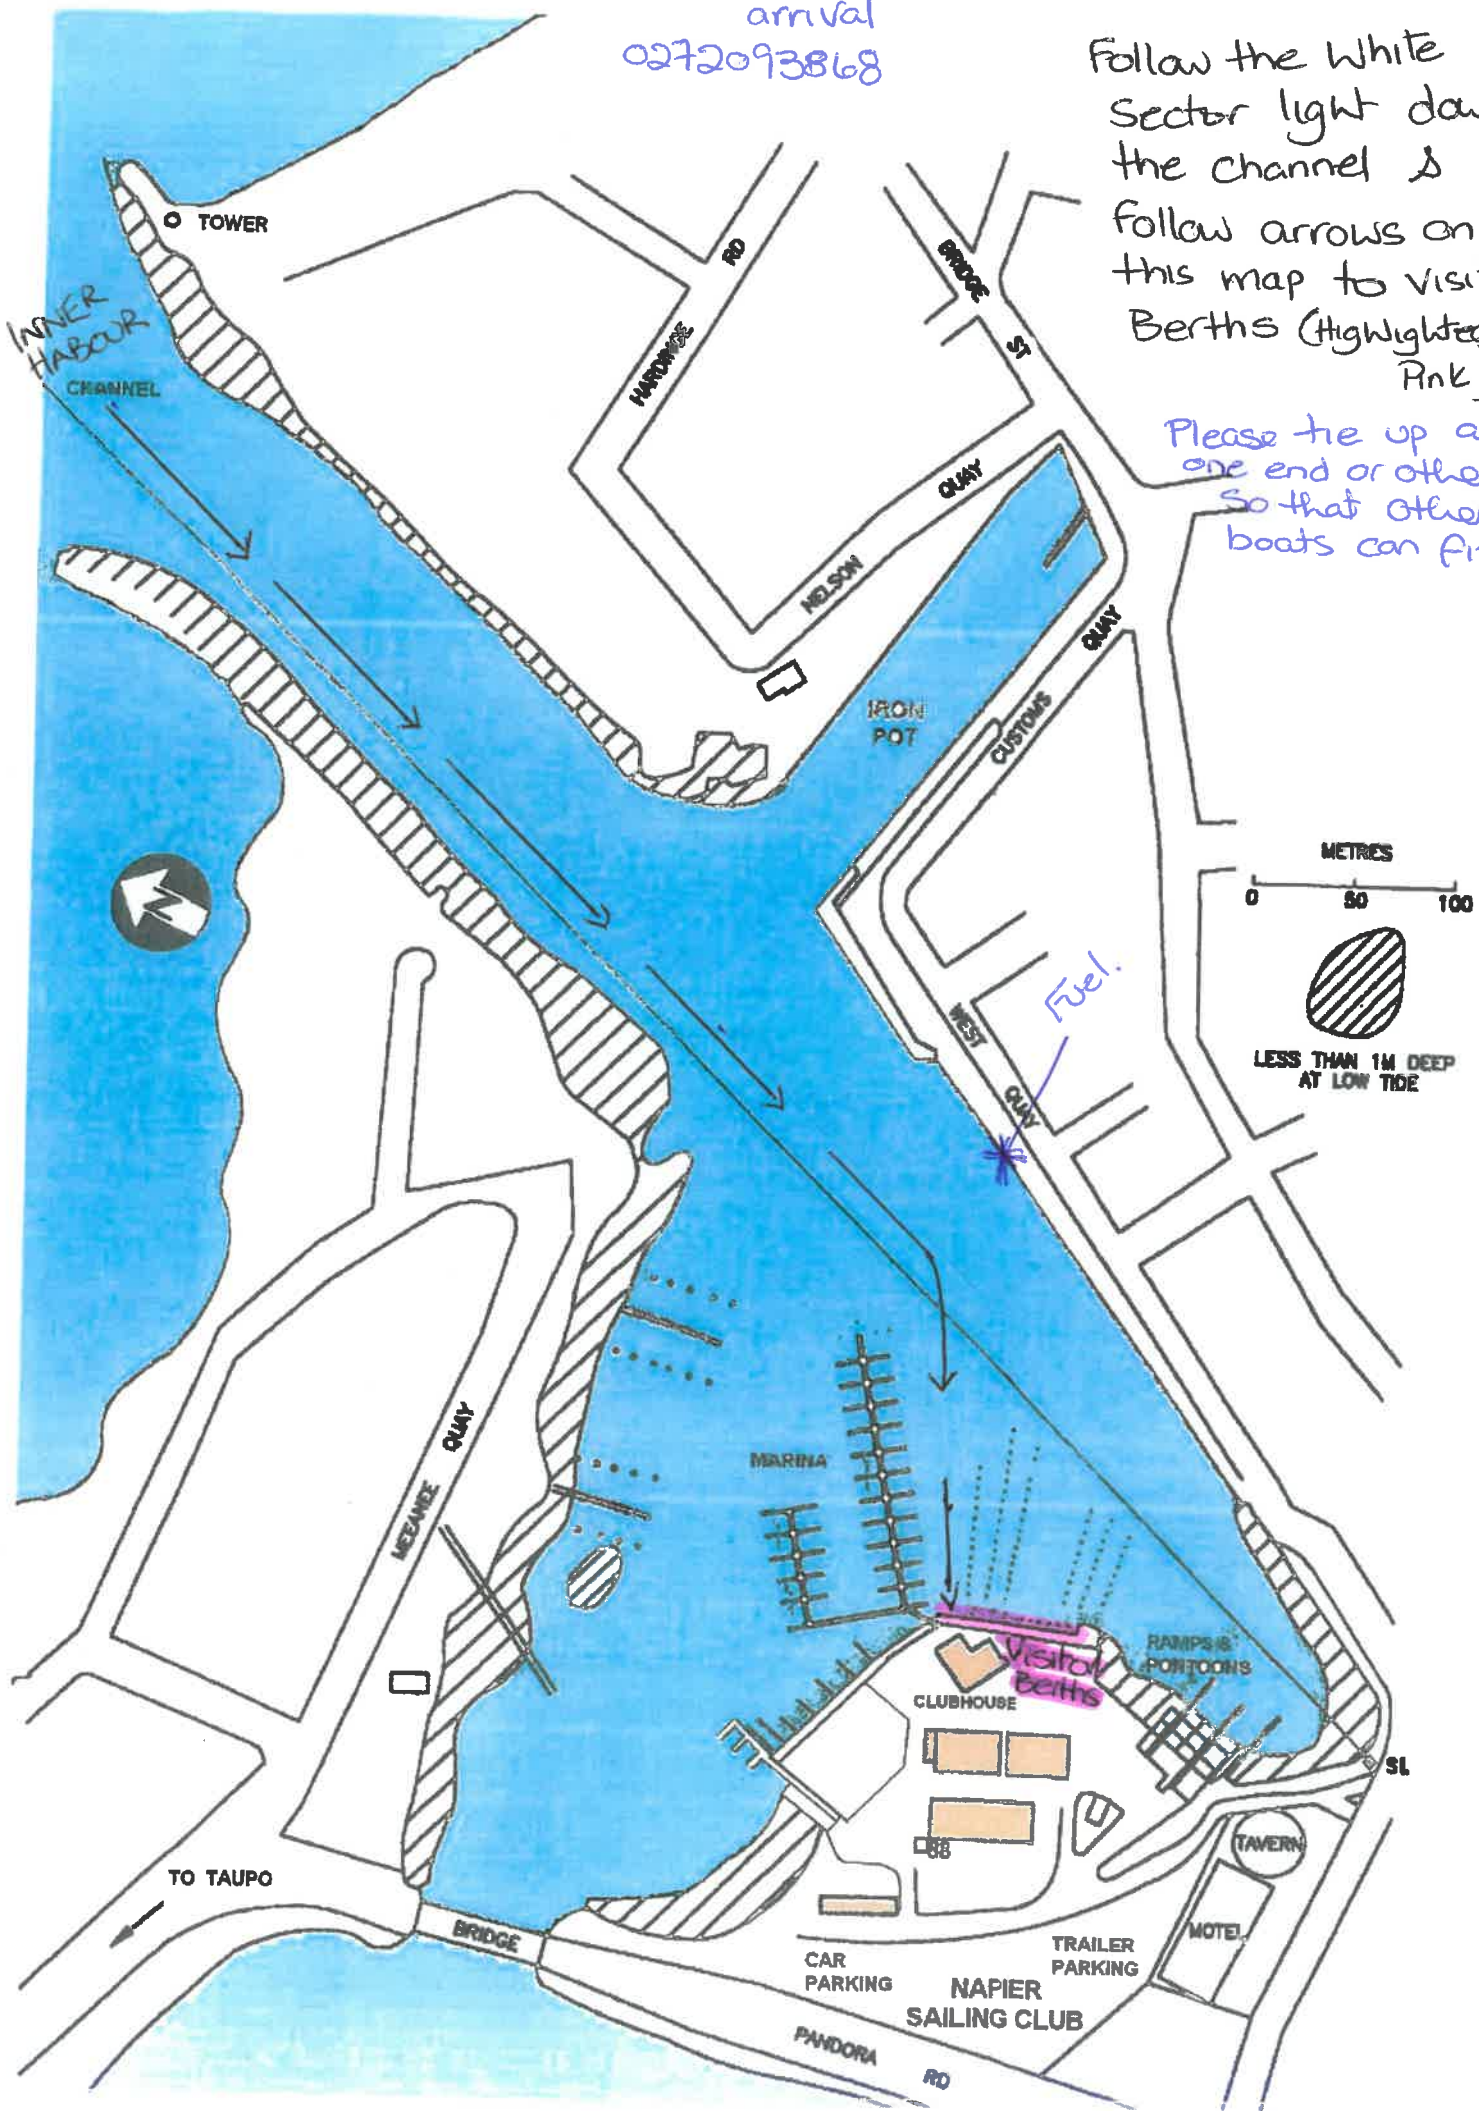 arrival
0272093868
Follow the White
Sector light
the channel &
Follow arrows on
this map to
Berths (Highlighted
Pink
Please tie up
one end or
So that
boats can
TOWER
INNER
HABOUR
CHANNEL
HARDINGE
RD
BRIDGE
ST
NELSON
QUAY
IRON
POT
CUSTOMS
QUAY
METRES
0 50 100
LESS THAN 1M DEEP
AT LOW TIDE
N
Fuel.
WEST
QUAY
MEEANEE
QUAY
MARINA
Visitor
Berths
RAMPS &
PONTOONS
CLUBHOUSE
SL
TAVERN
MOTEL
TO TAUPO
BRIDGE
CAR
PARKING
TRAILER
PARKING
NAPIER
SAILING CLUB
PANDORA
RD